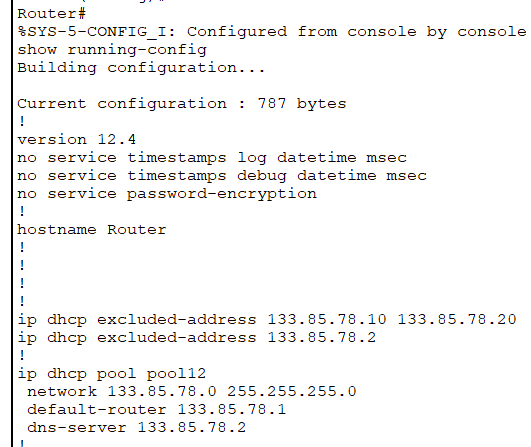 Router#
%SYS-5-CONFIG_I: Configured from console by console
show running-config
Building configuration...
Current configuration : 787 bytes
!
version 12.4
no service timestamps log datetime msec
no service timestamps debug datetime msec
no service password-encryption
!
hostname Router
!
!
!
!
ip dhcp excluded-address 133.85.78.10 133.85.78.20
ip dhcp excluded-address 133.85.78.2
!
ip dhcp pool pool12
network 133.85.78.0 255.255.255.0
default-router 133.85.78.1
dns-server 133.85.78.2
!